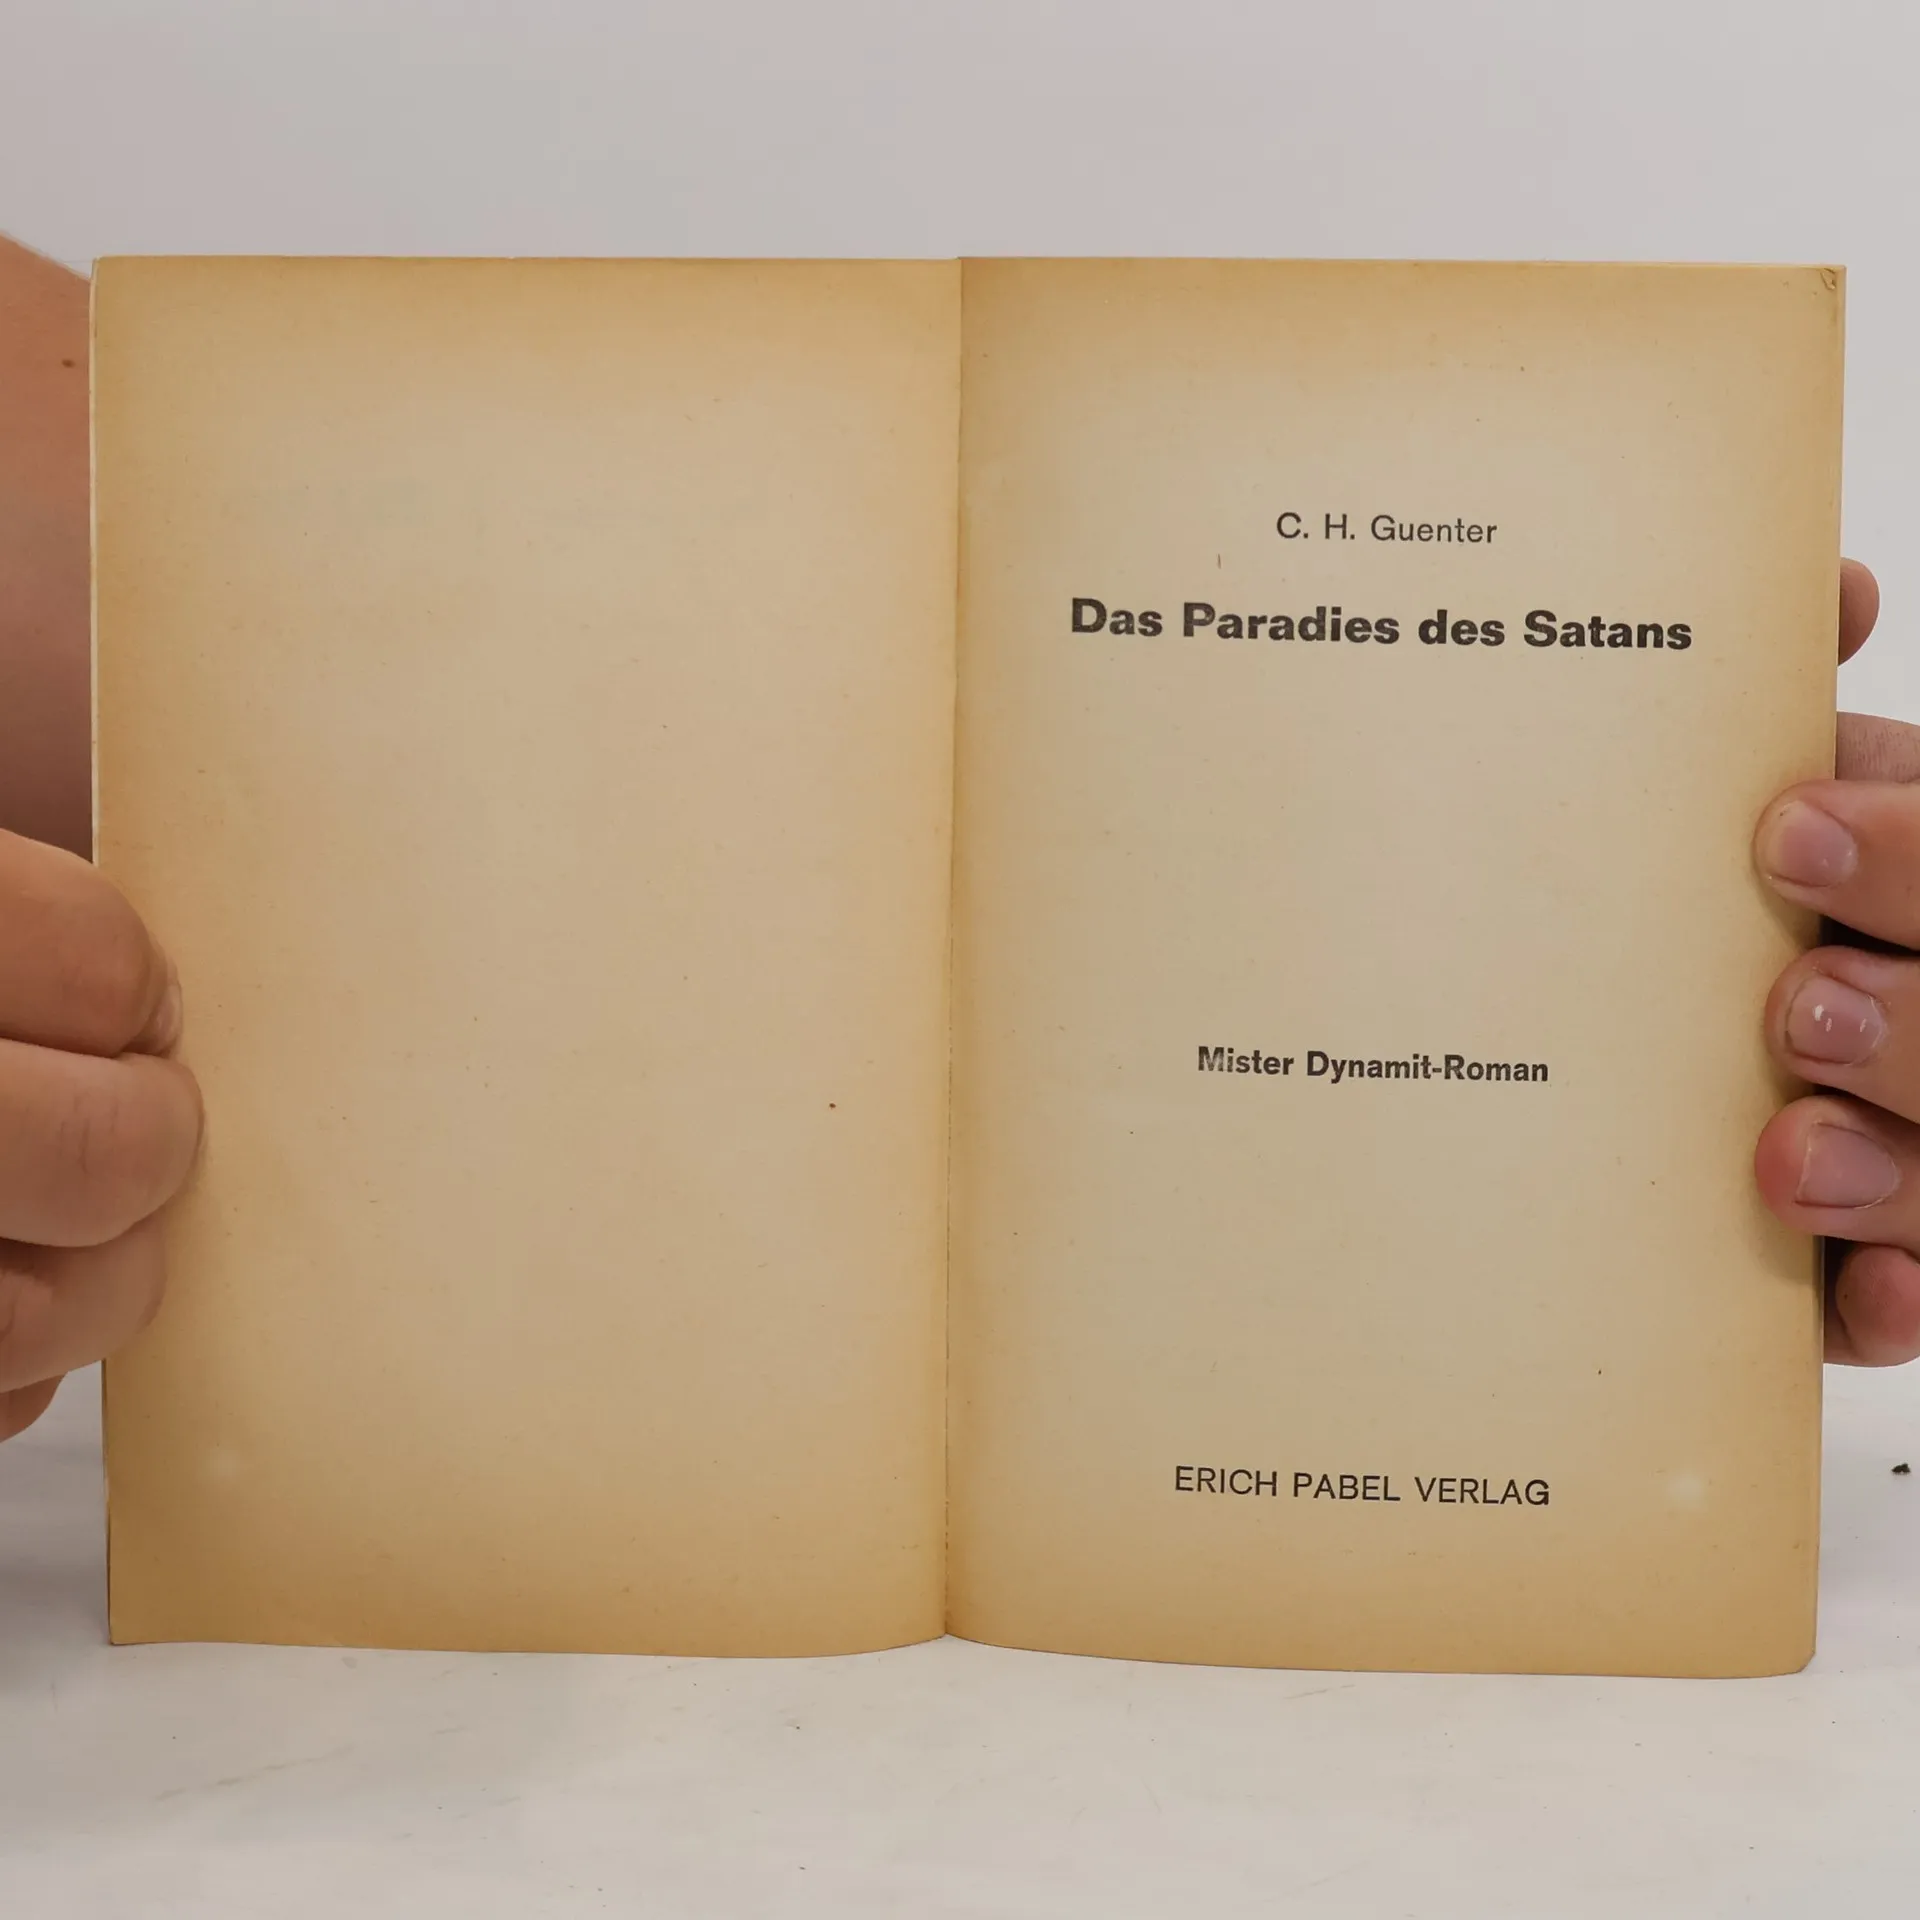 C. H. Guenter
Das Paradies des Satans
Mister Dynamit-Roman
ERICH PABEL VERLAG